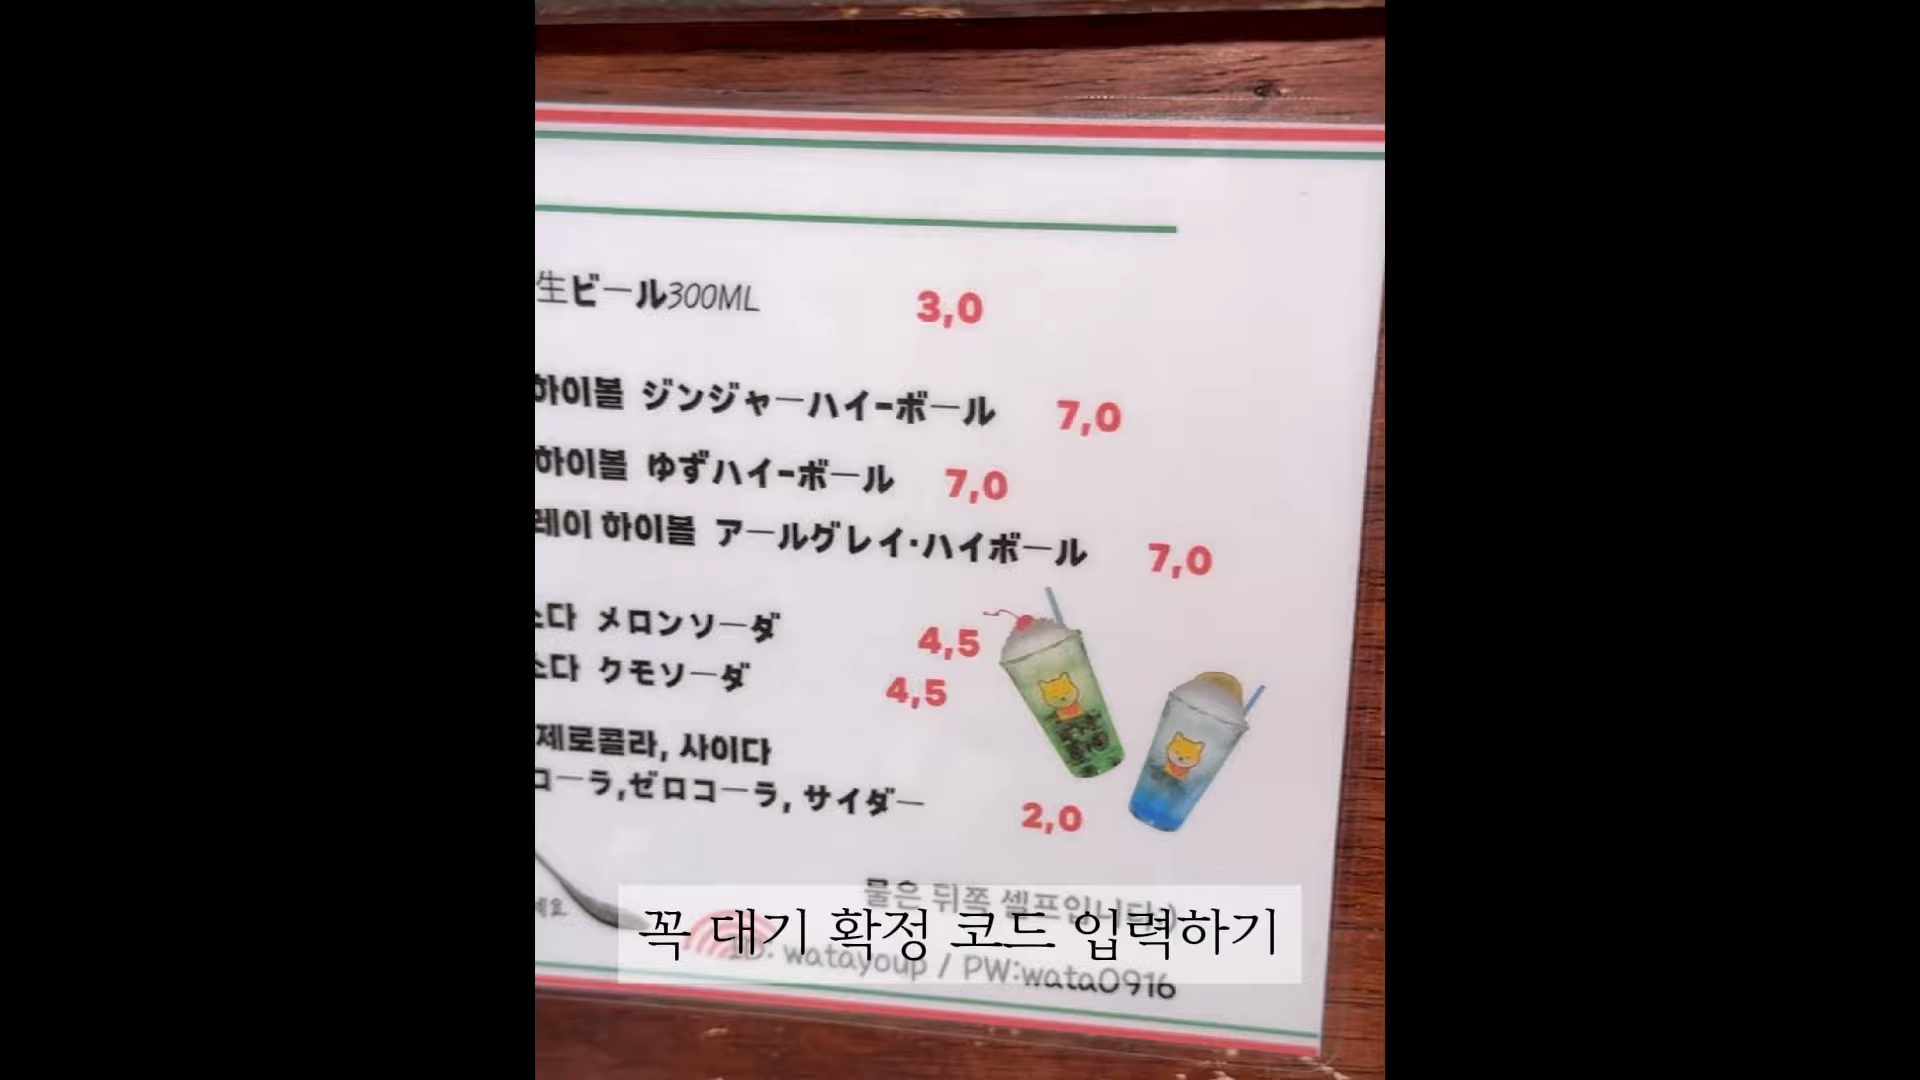 生ビール300ML 3,0
하이볼 ジンジャーハイ-ボール 7,0
하이볼 ゆずハイ-ボール 7,0
레이 하이볼 アールグレイ・ハイボール 7,0
소다 メロンソーダ 4,5
소다 クモソーダ 4,5
제로콜라, 사이다
コーラ,ゼロコーラ, サイダー 2,0
물은 뒤쪽 셀프입니다:)
세요
꼭 대기 확정 코드 입력하기
ID: watayoup / PW:wata0916